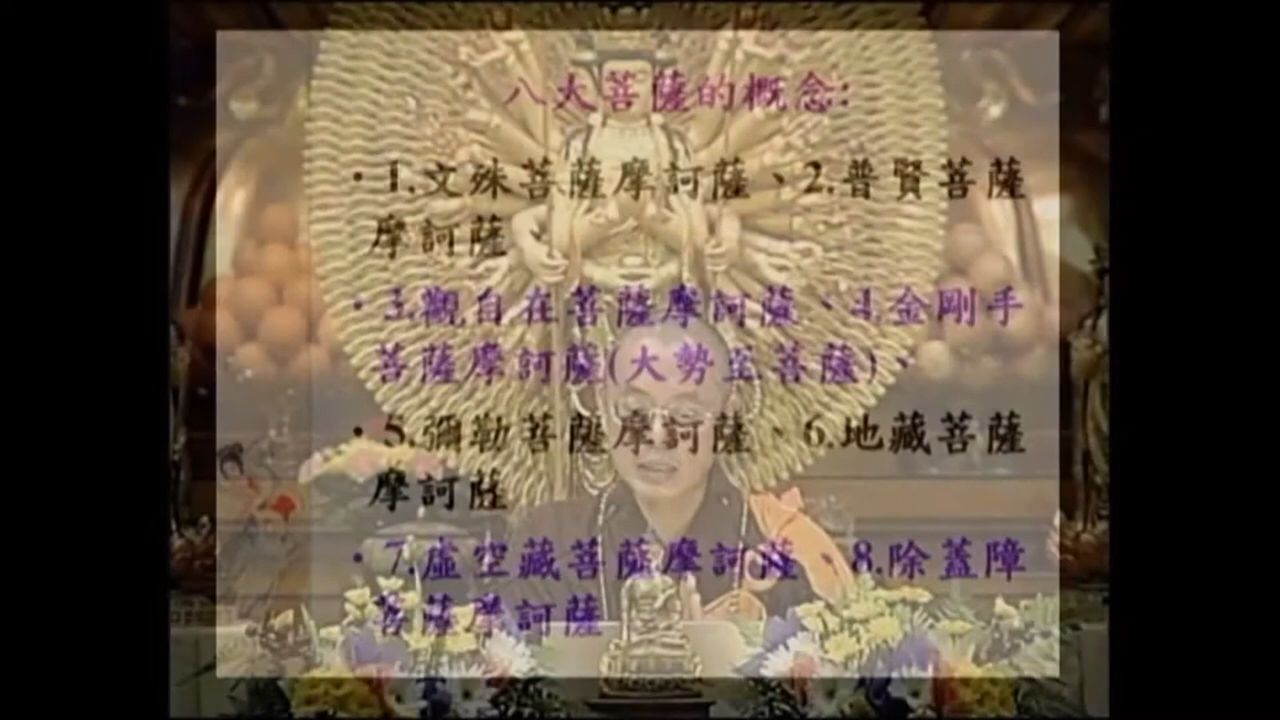 八大菩薩的概念:
·1.文殊菩薩摩訶薩、2.普賢菩薩
摩訶薩
·3.觀自在菩薩摩訶薩、4.金剛手
菩薩摩訶薩(大勢至菩薩)、
·5.彌勒菩薩摩訶薩、6.地藏菩薩
摩訶薩
·7.虛空藏菩薩摩訶薩、8.除蓋障
菩薩摩訶薩